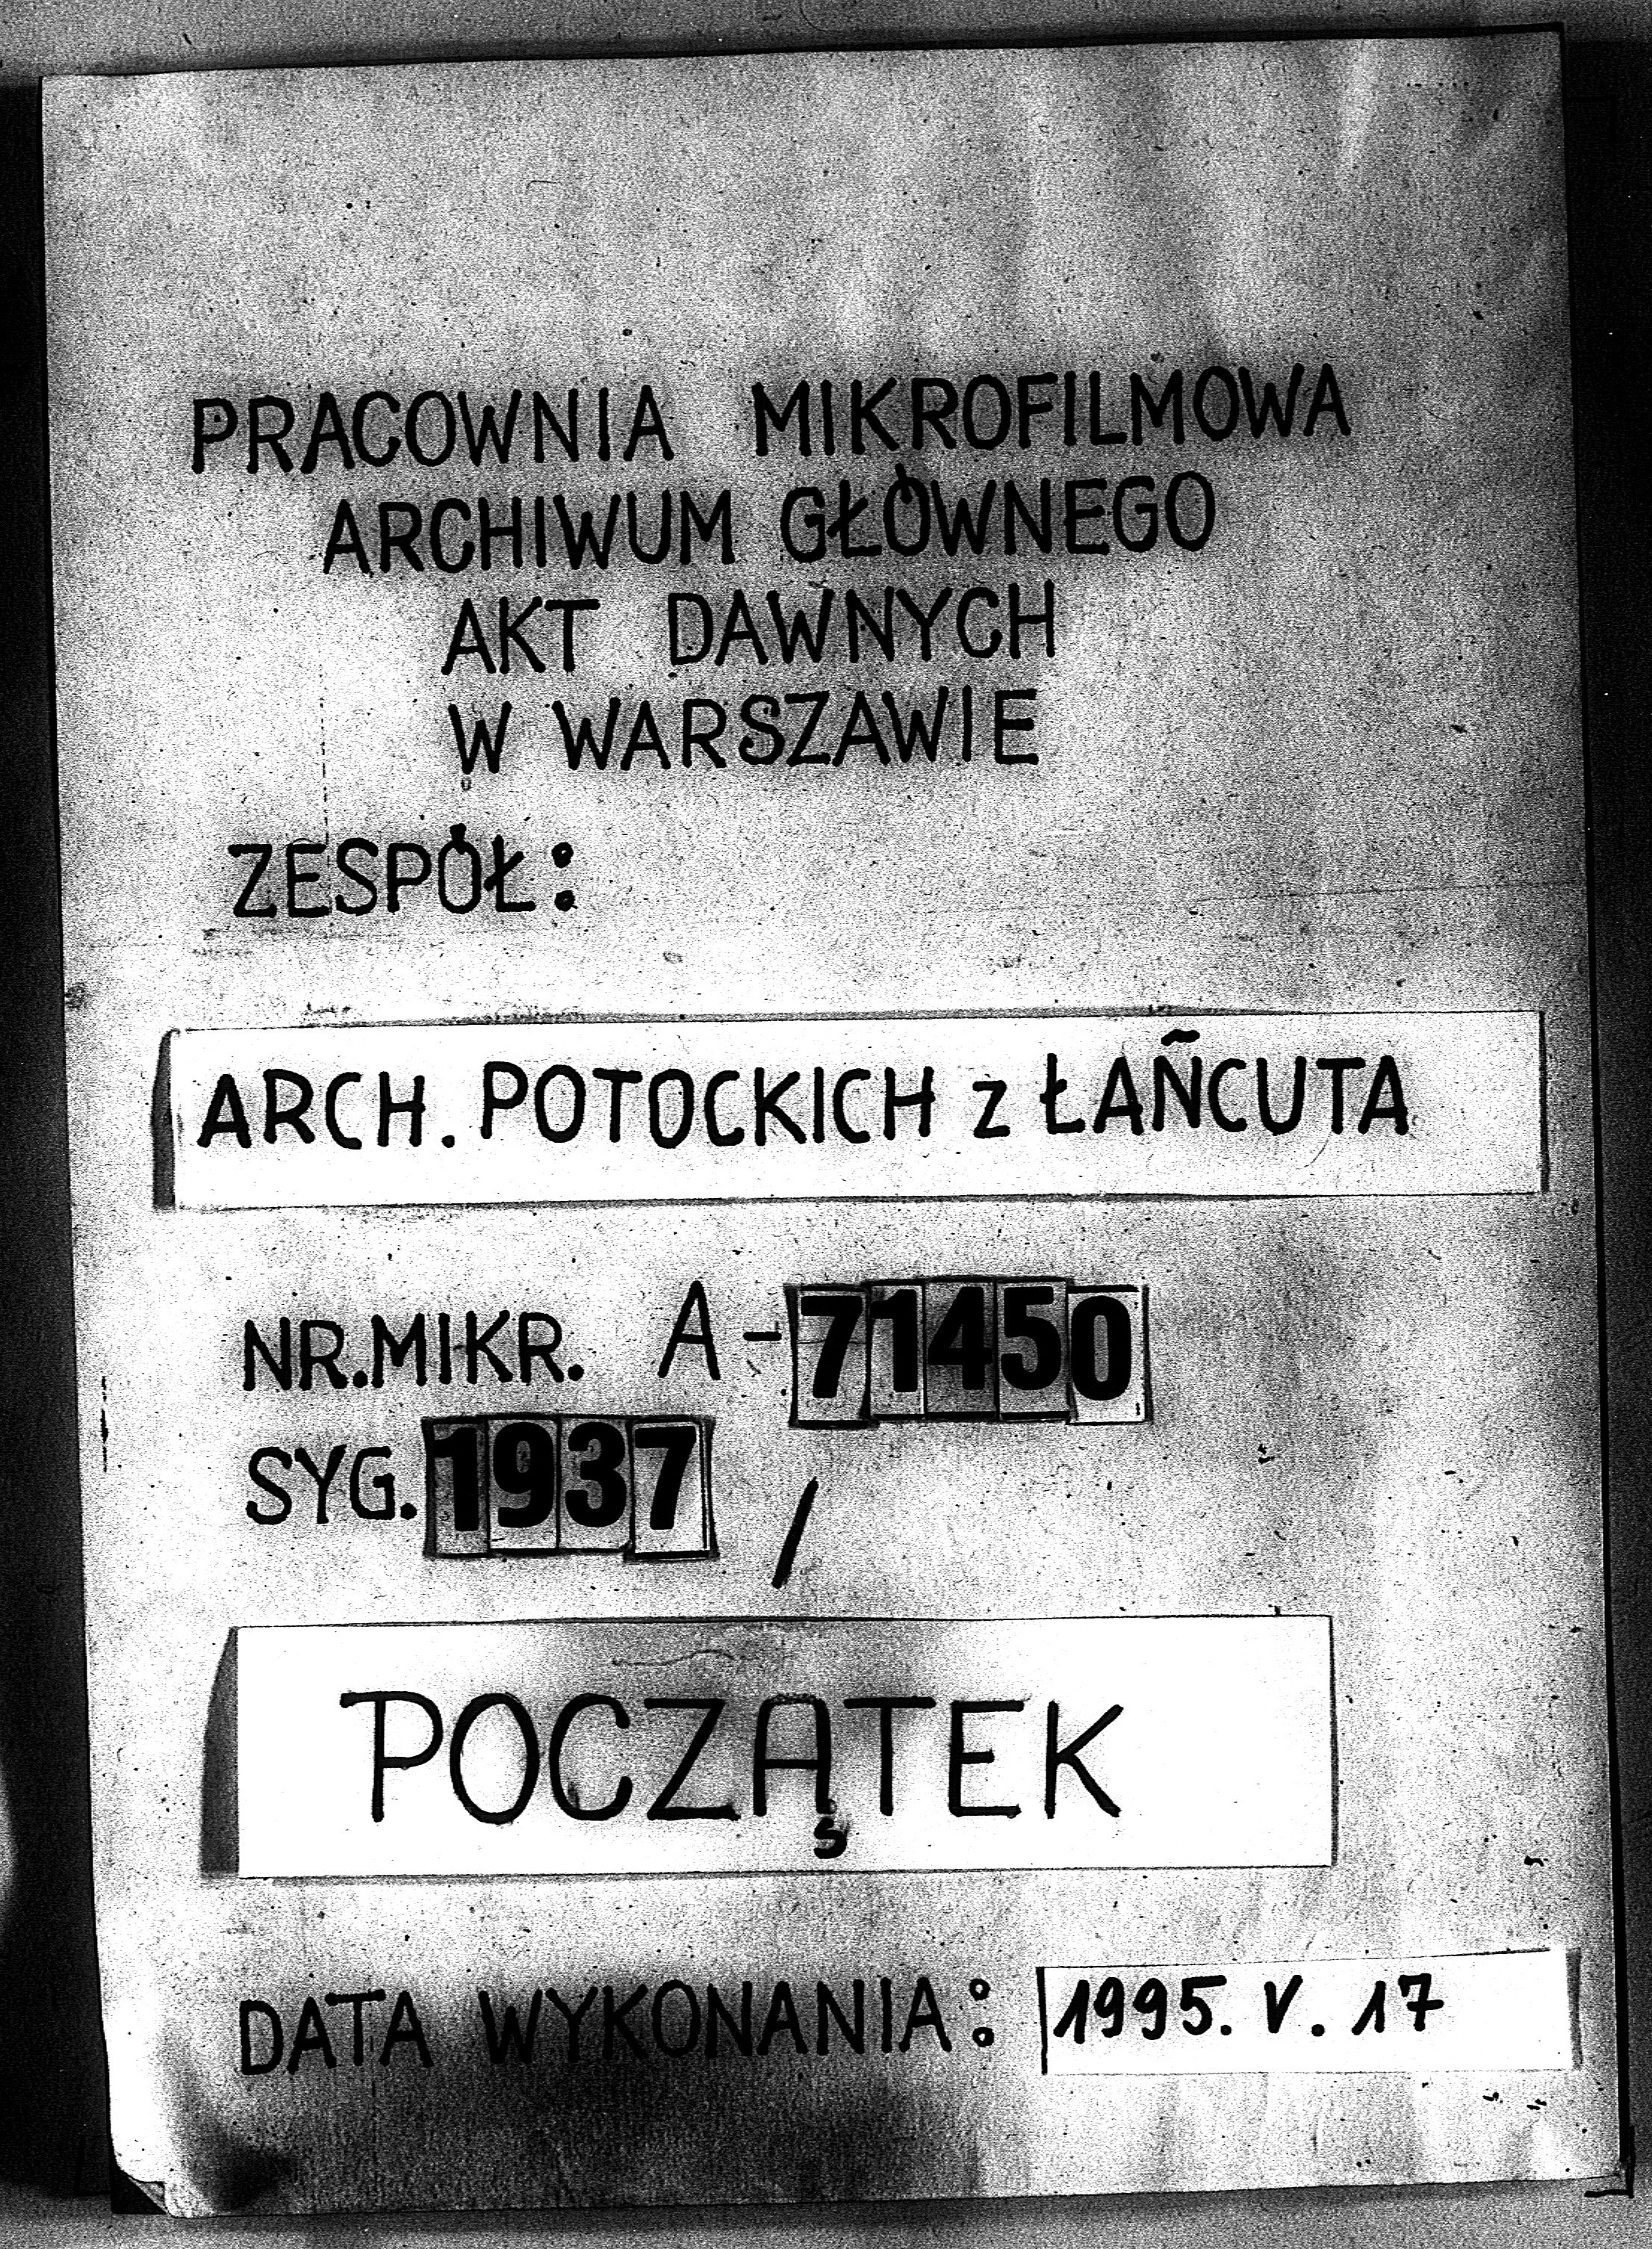 PRACOWNIA MIKROFILMOWA
ARCHIWUM GŁÓWNEGO
AKT DAWNYCH
W WARSZAWIE
ZESPÓŁ:
ARCH. POTOCKICH z ŁAŃCUTA
NR.MIKR. A-71450
SYG. 1937 /
POCZĄTEK
DATA WYKONANIA: 1995. V. 17